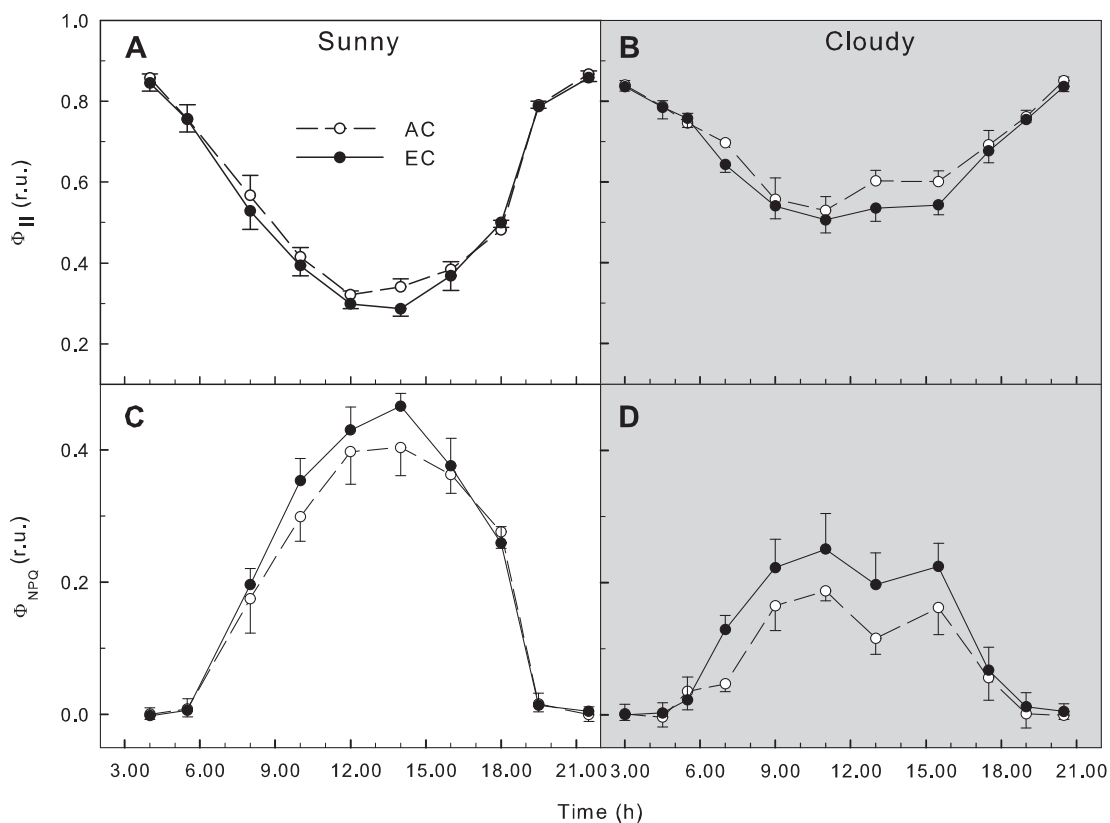 A
Sunny
B
Cloudy
AC
EC
ΦII (r.u.)
1.0
0.8
0.6
0.4
0.2
C
D
ΦNPQ (r.u.)
0.4
0.2
0.0
3.00 6.00 9.00 12.00 15.00 18.00 21.00 3.00 6.00 9.00 12.00 15.00 18.00 21.00
Time (h)